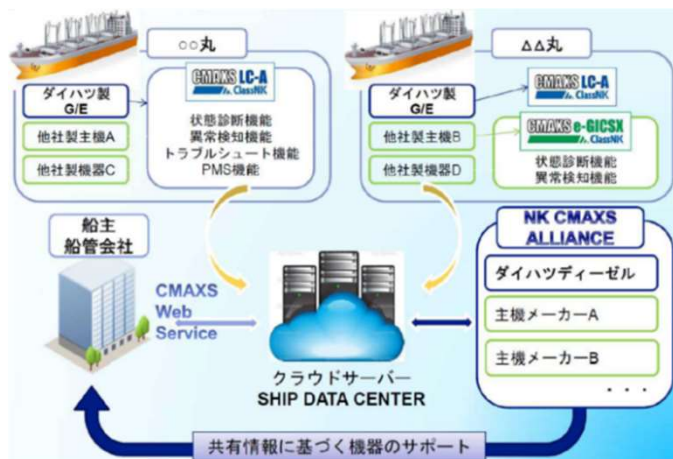 ○○丸
ダイハツ製
G/E
他社製主機A
他社製機器C
CMAXS LC-A
ClassNK
状態診断機能
異常検知機能
トラブルシュート機能
PMS機能
△△丸
ダイハツ製
G/E
他社製主機B
他社製機器D
CMAXS LC-A
ClassNK
CMAXS e-GICSX
ClassNK
状態診断機能
異常検知機能
船主
船管会社
CMAXS
Web
Service
クラウドサーバー
SHIP DATA CENTER
NK CMAXS
ALLIANCE
ダイハツディーゼル
主機メーカーA
主機メーカーB
・・・
共有情報に基づく機器のサポート